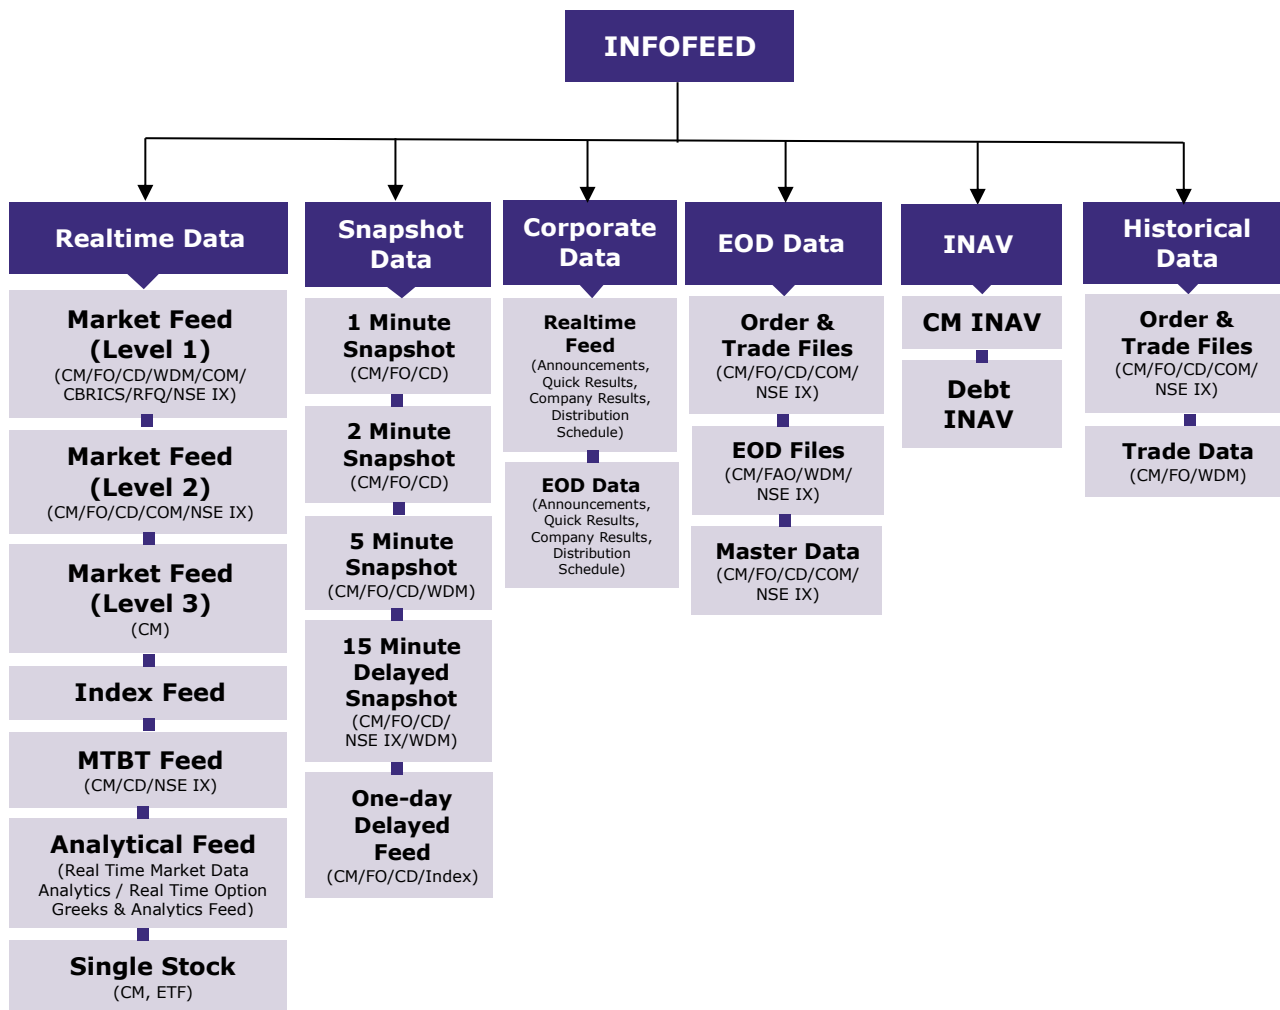 INFOFEED
Realtime Data
Market Feed
(Level 1)
(CM/FO/CD/WDM/COM/
CBRICS/RFQ/NSE IX)
Market Feed
(Level 2)
(CM/FO/CD/COM/NSE IX)
Market Feed
(Level 3)
(CM)
Index Feed
MTBT Feed
(CM/CD/NSE IX)
Analytical Feed
(Real Time Market Data
Analytics / Real Time Option
Greeks & Analytics Feed)
Single Stock
(CM, ETF)
Snapshot
Data
1 Minute
Snapshot
(CM/FO/CD)
2 Minute
Snapshot
(CM/FO/CD)
5 Minute
Snapshot
(CM/FO/CD/WDM)
15 Minute
Delayed
Snapshot
(CM/FO/CD/
NSE IX/WDM)
One-day
Delayed
Feed
(CM/FO/CD/Index)
Corporate
Data
Realtime
Feed
(Announcements,
Quick Results,
Company Results,
Distribution
Schedule)
EOD Data
(Announcements,
Quick Results,
Company Results,
Distribution
Schedule)
EOD Data
Order &
Trade Files
(CM/FO/CD/COM/
NSE IX)
EOD Files
(CM/FAO/WDM/
NSE IX)
Master Data
(CM/FO/CD/COM/
NSE IX)
INAV
CM INAV
Debt
INAV
Historical
Data
Order &
Trade Files
(CM/FO/CD/COM/
NSE IX)
Trade Data
(CM/FO/WDM)